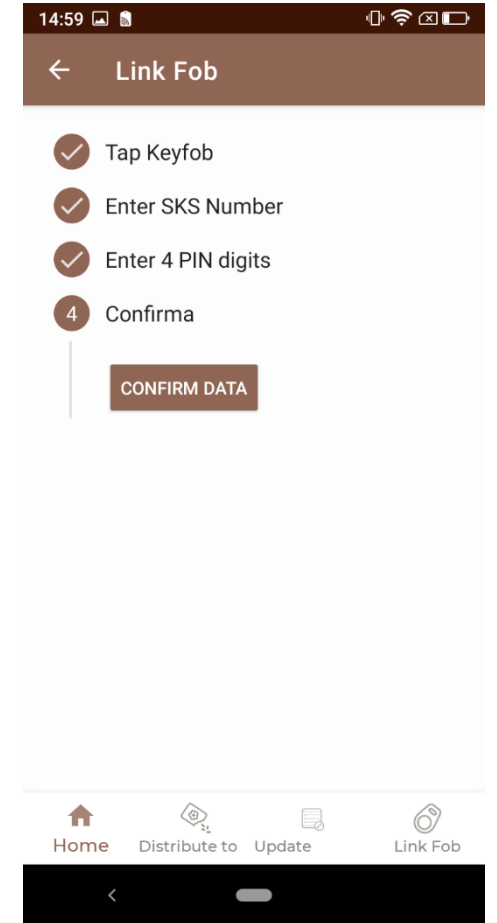 14:59
Link Fob
Tap Keyfob
Enter SKS Number
Enter 4 PIN digits
4 Confirma
CONFIRM DATA
Home Distribute to Update Link Fob